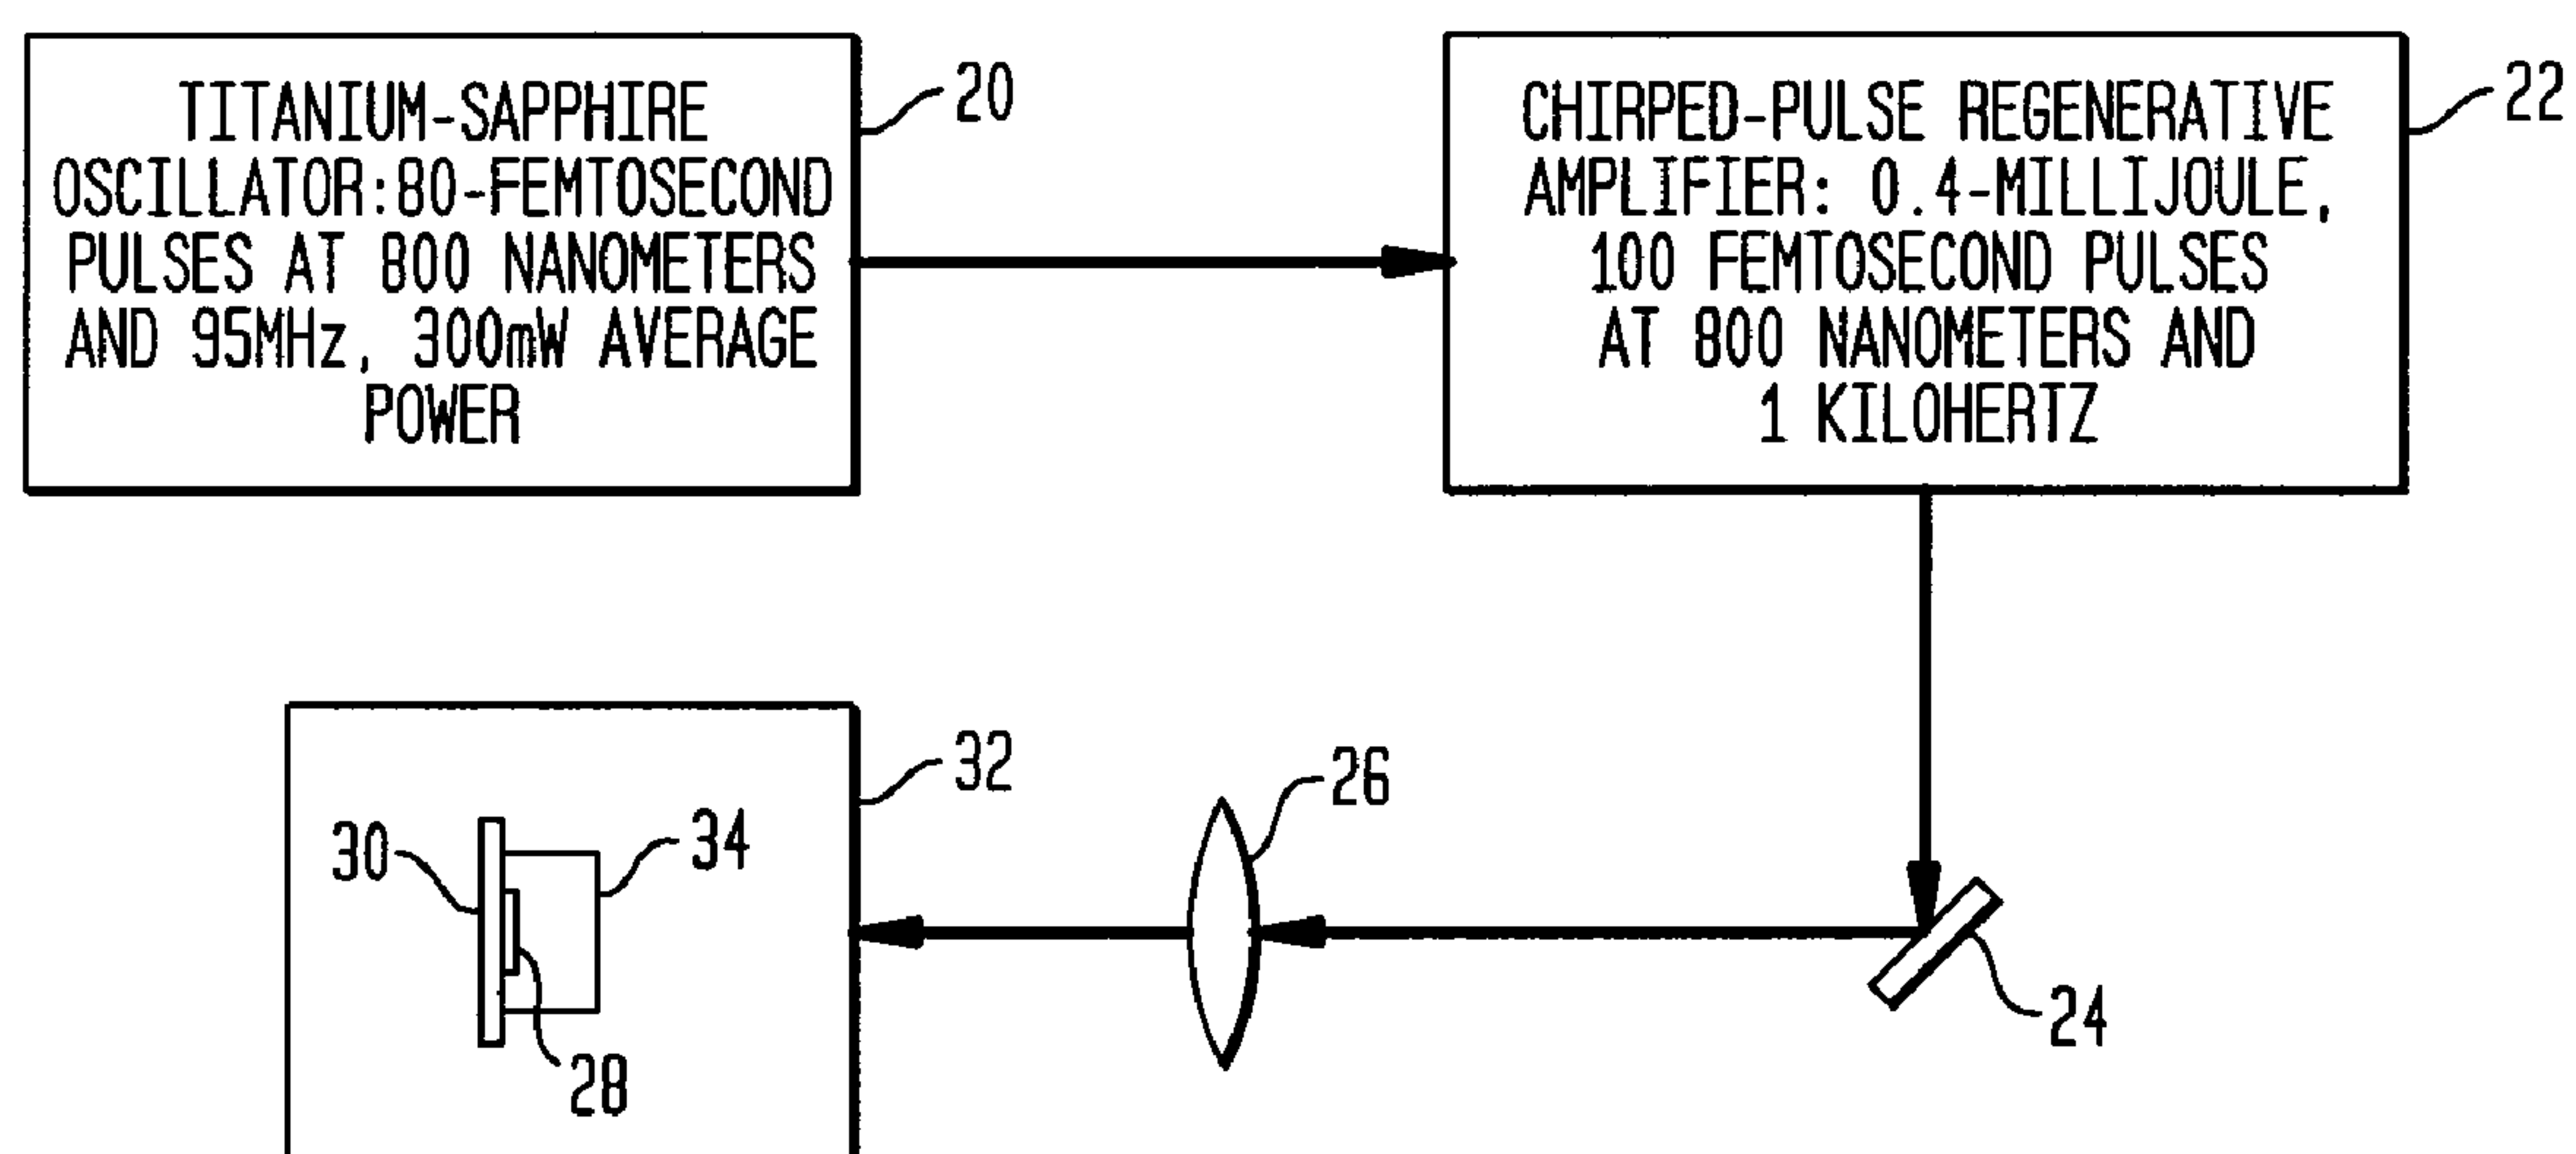 TITANIUM-SAPPHIRE
OSCILLATOR:80-FEMTOSECOND
PULSES AT 800 NANOMETERS
AND 95MHz, 300mW AVERAGE
POWER
20
CHIRPED-PULSE REGENERATIVE
AMPLIFIER: 0.4-MILLIJOULE,
100 FEMTOSECOND PULSES
AT 800 NANOMETERS AND
1 KILOHERTZ
22
32
30
34
28
26
24